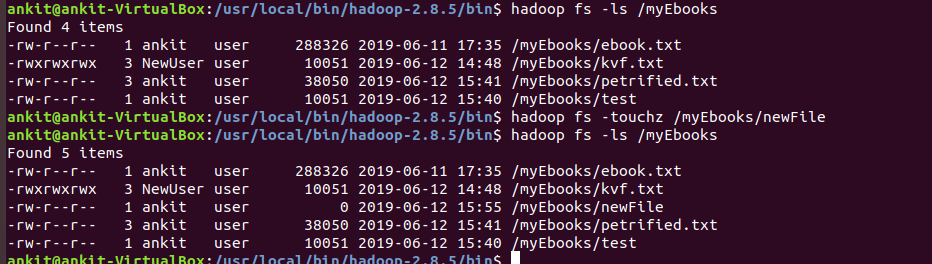 ankit@ankit-VirtualBox:/usr/local/bin/hadoop-2.8.5/bin$ hadoop fs -ls /myEbooks
Found 4 items
-rw-r--r--   1 ankit   user     288326 2019-06-11 17:35 /myEbooks/ebook.txt
-rwxrwxrwx   3 NewUser user      10051 2019-06-12 14:48 /myEbooks/kvf.txt
-rw-r--r--   3 ankit   user      38050 2019-06-12 15:41 /myEbooks/petrified.txt
-rw-r--r--   1 ankit   user      10051 2019-06-12 15:40 /myEbooks/test
ankit@ankit-VirtualBox:/usr/local/bin/hadoop-2.8.5/bin$ hadoop fs -touchz /myEbooks/newFile
ankit@ankit-VirtualBox:/usr/local/bin/hadoop-2.8.5/bin$ hadoop fs -ls /myEbooks
Found 5 items
-rw-r--r--   1 ankit   user     288326 2019-06-11 17:35 /myEbooks/ebook.txt
-rwxrwxrwx   3 NewUser user      10051 2019-06-12 14:48 /myEbooks/kvf.txt
-rw-r--r--   1 ankit   user          0 2019-06-12 15:55 /myEbooks/newFile
-rw-r--r--   3 ankit   user      38050 2019-06-12 15:41 /myEbooks/petrified.txt
-rw-r--r--   1 ankit   user      10051 2019-06-12 15:40 /myEbooks/test
ankit@ankit-VirtualBox:/usr/local/bin/hadoop-2.8.5/bin$